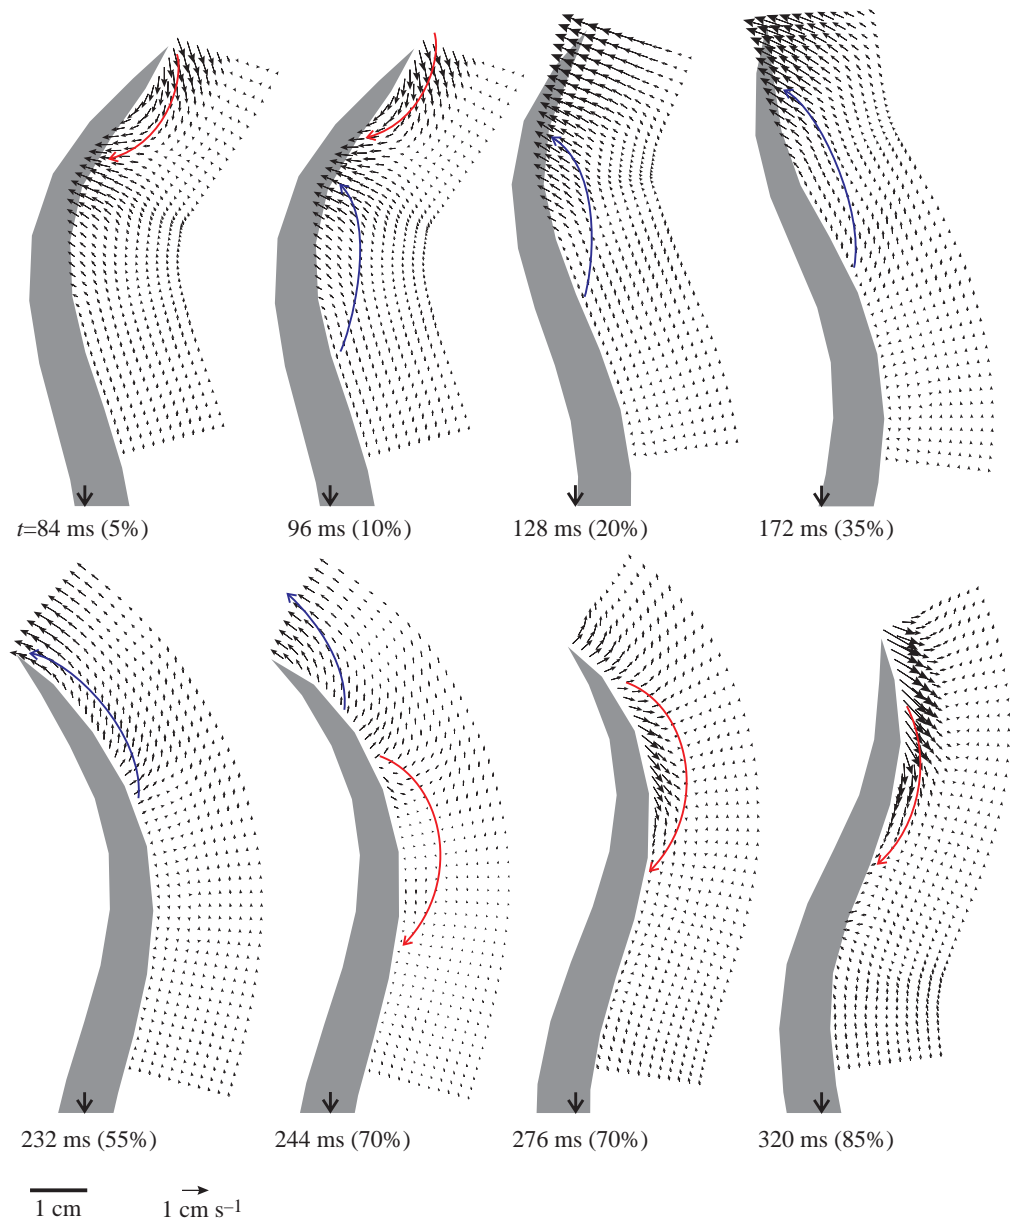 t=84 ms (5%)
96 ms (10%)
128 ms (20%)
172 ms (35%)
232 ms (55%)
244 ms (70%)
276 ms (70%)
320 ms (85%)
1 cm
1 cm s⁻¹